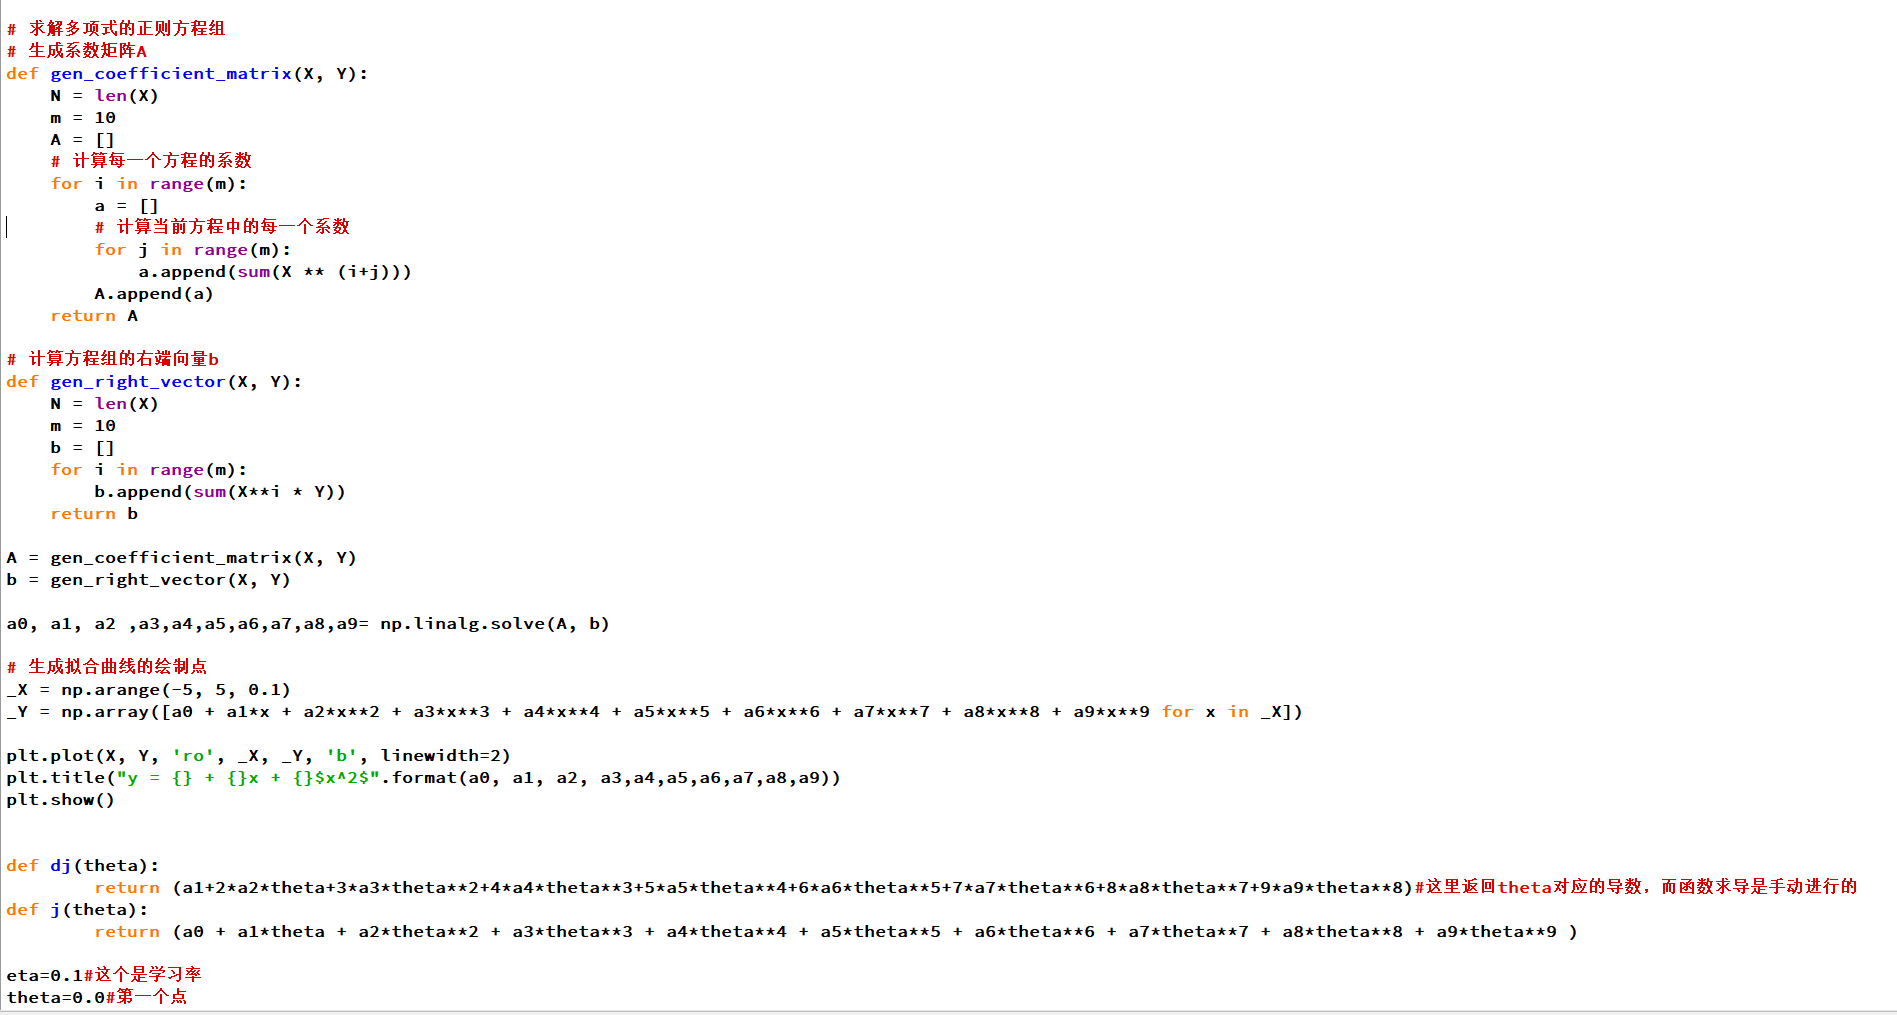 # 求解多项式的正则方程组
# 生成系数矩阵A
def gen_coefficient_matrix(X, Y):
    N = len(X)
    m = 10
    A = []
    # 计算每一个方程的系数
    for i in range(m):
        a = []
        # 计算当前方程中的每一个系数
        for j in range(m):
            a.append(sum(X ** (i+j)))
        A.append(a)
    return A

# 计算方程组的右端向量b
def gen_right_vector(X, Y):
    N = len(X)
    m = 10
    b = []
    for i in range(m):
        b.append(sum(X**i * Y))
    return b

A = gen_coefficient_matrix(X, Y)
b = gen_right_vector(X, Y)

a0, a1, a2 ,a3,a4,a5,a6,a7,a8,a9= np.linalg.solve(A, b)

# 生成拟合曲线的绘制点
_X = np.arange(-5, 5, 0.1)
_Y = np.array([a0 + a1*x + a2*x**2 + a3*x**3 + a4*x**4 + a5*x**5 + a6*x**6 + a7*x**7 + a8*x**8 + a9*x**9 for x in _X])

plt.plot(X, Y, 'ro', _X, _Y, 'b', linewidth=2)
plt.title("y = {} + {}x + {}$x^2$".format(a0, a1, a2, a3,a4,a5,a6,a7,a8,a9))
plt.show()


def dj(theta):
        return (a1+2*a2*theta+3*a3*theta**2+4*a4*theta**3+5*a5*theta**4+6*a6*theta**5+7*a7*theta**6+8*a8*theta**7+9*a9*theta**8)#这里返回theta对应的导数，而函数求导是手动进行的
def j(theta):
        return (a0 + a1*theta + a2*theta**2 + a3*theta**3 + a4*theta**4 + a5*theta**5 + a6*theta**6 + a7*theta**7 + a8*theta**8 + a9*theta**9 )

eta=0.1#这个是学习率
theta=0.0#第一个点